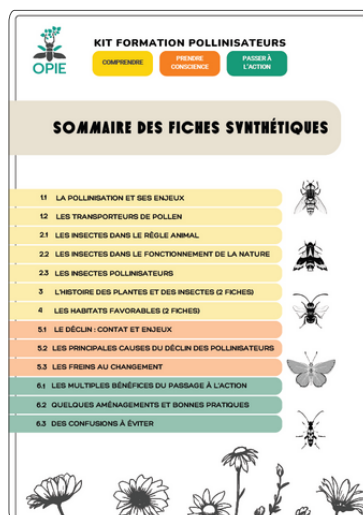 OPIE
KIT FORMATION POLLINISATEURS
COMPRENDRE
PRENDRE
CONSCIENCE
PASSER À
L'ACTION
SOMMAIRE DES FICHES SYNTHÉTIQUES
1.1 LA POLLINISATION ET SES ENJEUX
1.2 LES TRANSPORTEURS DE POLLEN
2.1 LES INSECTES DANS LE RÈGLE ANIMAL
2.2 LES INSECTES DANS LE FONCTIONNEMENT DE LA NATURE
2.3 LES INSECTES POLLINISATEURS
3 L'HISTOIRE DES PLANTES ET DES INSECTES (2 FICHES)
4 LES HABITATS FAVORABLES (2 FICHES)
5.1 LE DÉCLIN : CONTAT ET ENJEUX
5.2 LES PRINCIPALES CAUSES DU DÉCLIN DES POLLINISATEURS
5.3 LES FREINS AU CHANGEMENT
6.1 LES MULTIPLES BÉNÉFICES DU PASSAGE À L'ACTION
6.2 QUELQUES AMÉNAGEMENTS ET BONNES PRATIQUES
6.3 DES CONFUSIONS À ÉVITER